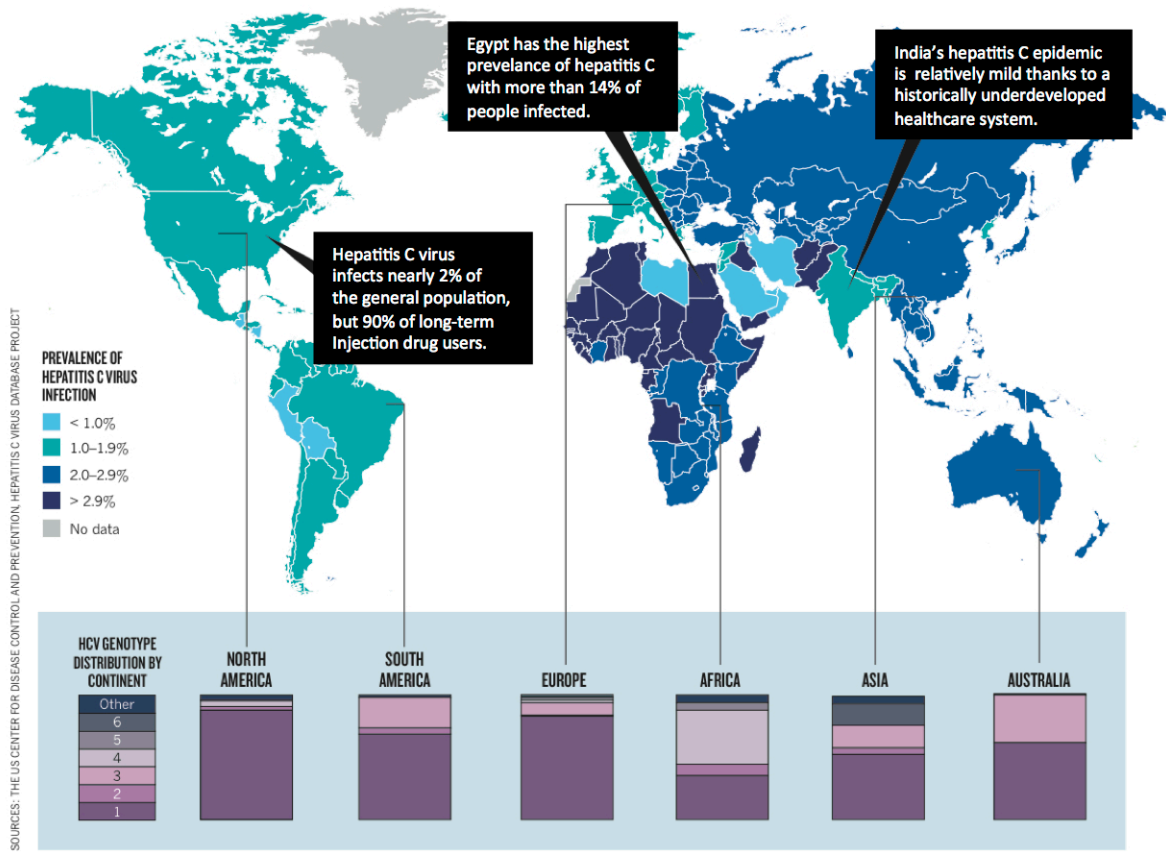 Egypt has the highest
prevelance of hepatitis C
with more than 14% of
people infected.
India's hepatitis C epidemic
is relatively mild thanks to a
historically underdeveloped
healthcare system.
Hepatitis C virus
infects nearly 2% of
the general population,
but 90% of long-term
Injection drug users.
PREVALENCE OF
HEPATITIS C VIRUS
INFECTION
< 1.0%
1.0–1.9%
2.0–2.9%
> 2.9%
No data
SOURCES: THE US CENTER FOR DISEASE CONTROL AND PREVENTION, HEPATITIS C VIRUS DATABASE PROJECT
HCV GENOTYPE
DISTRIBUTION BY
CONTINENT
Other
6
5
4
3
2
1
NORTH
AMERICA
SOUTH
AMERICA
EUROPE
AFRICA
ASIA
AUSTRALIA